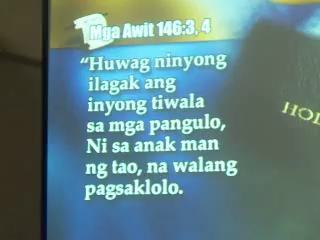 Mga Awit 146:3, 4
“Huwag ninyong
ilagak ang
inyong tiwala
sa mga pangulo,
Ni sa anak man
ng tao, na walang
pagsaklolo.
HOL